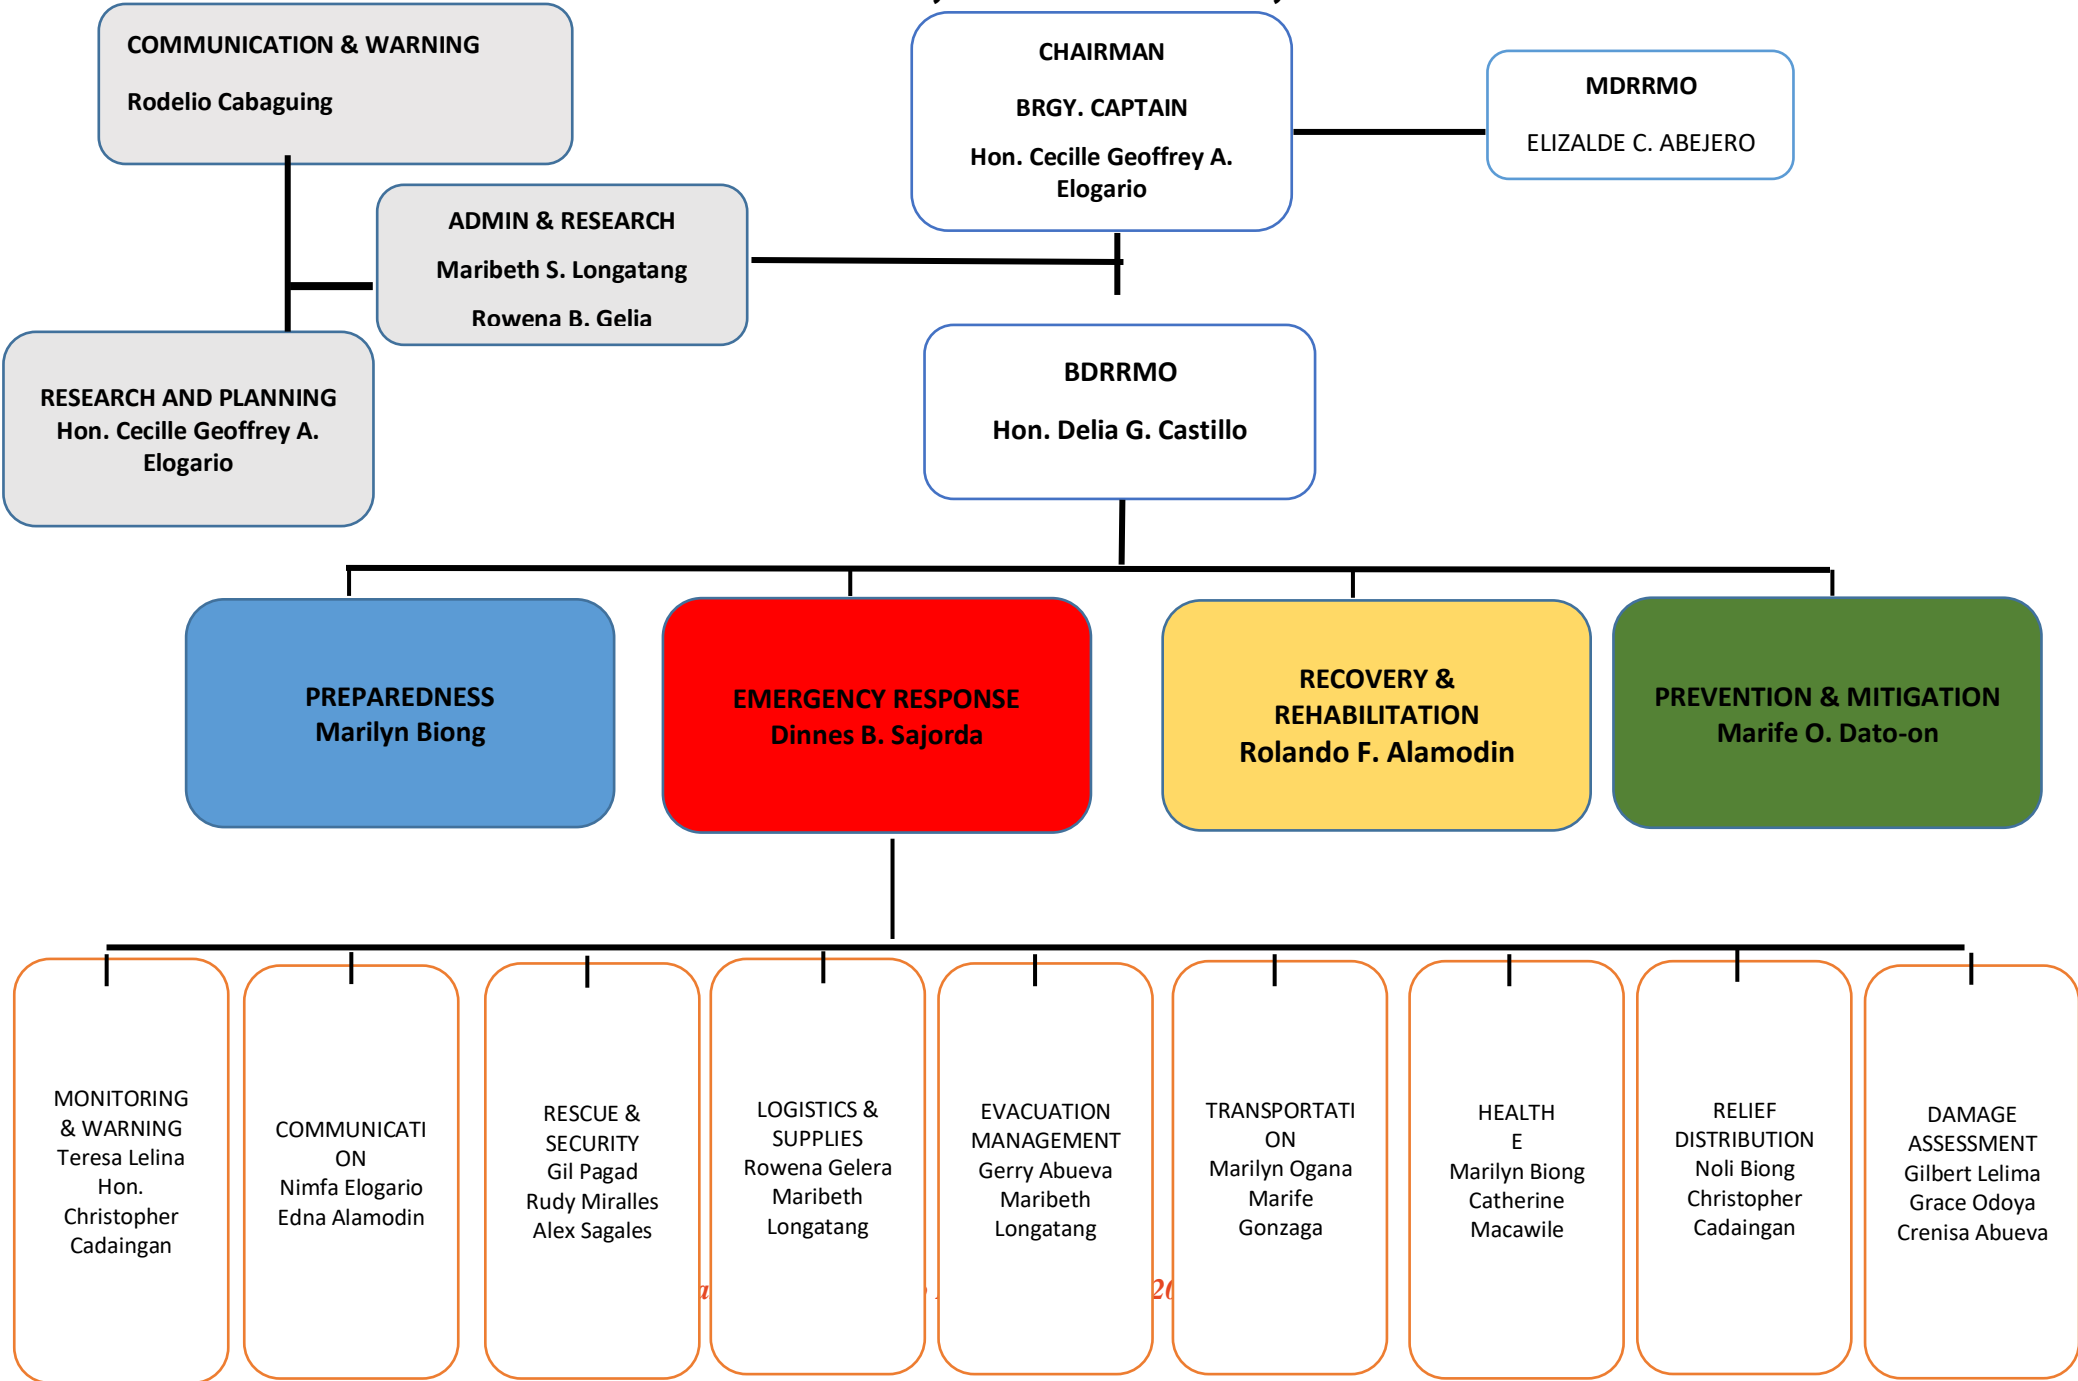 COMMUNICATION & WARNING
Rodelio Cabaguing
CHAIRMAN
BRGY. CAPTAIN
Hon. Cecille Geoffrey A.
Elogario
MDRRMO
ELIZALDE C. ABEJERO
ADMIN & RESEARCH
Maribeth S. Longatang
Rowena B. Gelia
RESEARCH AND PLANNING
Hon. Cecille Geoffrey A.
Elogario
BDRRMO
Hon. Delia G. Castillo
PREPAREDNESS
Marilyn Biong
EMERGENCY RESPONSE
Dinnes B. Sajorda
RECOVERY &
REHABILITATION
Rolando F. Alamodin
PREVENTION & MITIGATION
Marife O. Dato-on
MONITORING
& WARNING
Teresa Lelina
Hon.
Christopher
Cadaingan
COMMUNICATI
ON
Nimfa Elogario
Edna Alamodin
RESCUE &
SECURITY
Gil Pagad
Rudy Miralles
Alex Sagales
LOGISTICS &
SUPPLIES
Rowena Gelera
Maribeth
Longatang
EVACUATION
MANAGEMENT
Gerry Abueva
Maribeth
Longatang
TRANSPORTATI
ON
Marilyn Ogana
Marife
Gonzaga
HEALTH
E
Marilyn Biong
Catherine
Macawile
RELIEF
DISTRIBUTION
Noli Biong
Christopher
Cadaingan
DAMAGE
ASSESSMENT
Gilbert Lelima
Grace Odoya
Crenisa Abueva